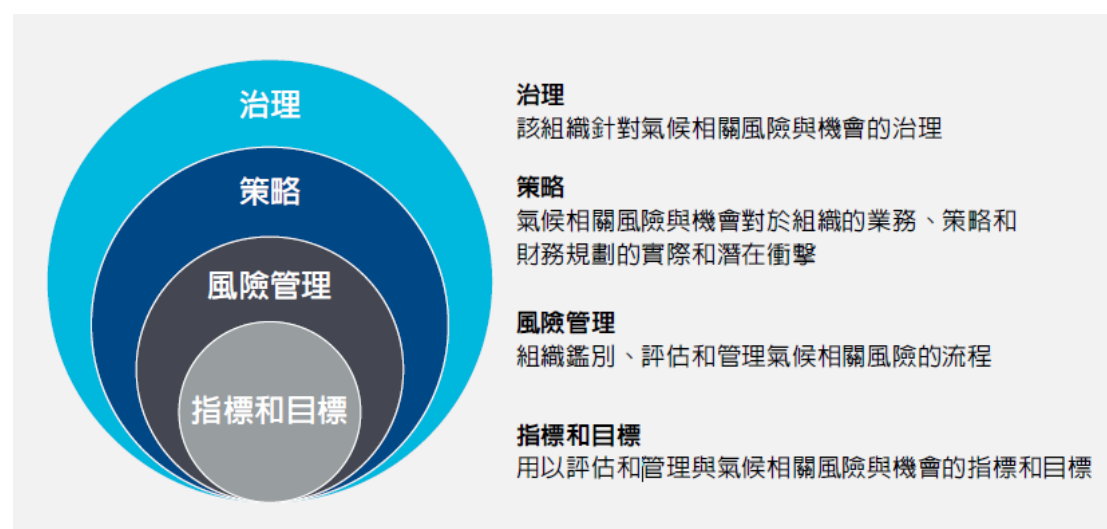 治理
策略
風險管理
指標和目標
治理
該組織針對氣候相關風險與機會的治理
策略
氣候相關風險與機會對於組織的業務、策略和
財務規劃的實際和潛在衝擊
風險管理
組織鑑別、評估和管理氣候相關風險的流程
指標和目標
用以評估和管理與氣候相關風險與機會的指標和目標